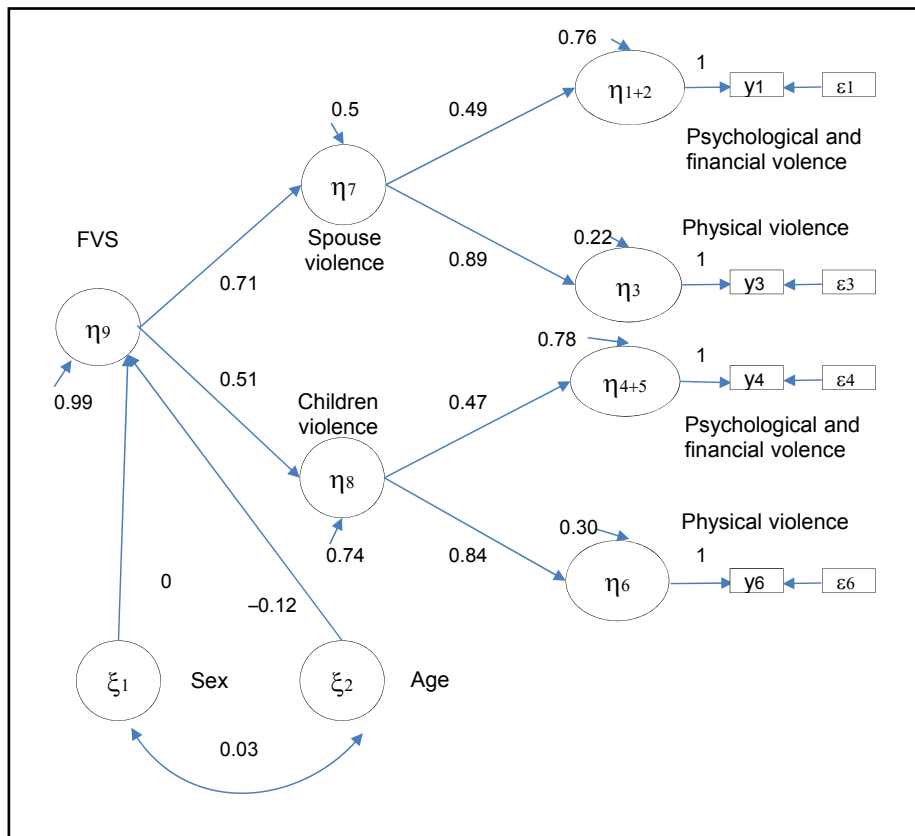 0.76
1
η1+2
y1
ε1
0.5
0.49
Psychological and
financial volence
η7
FVS
Spouse
violence
0.22
Physical violence
0.89
1
0.71
η3
y3
ε3
η9
0.78
1
0.99
0.51
Children
violence
0.47
η4+5
y4
ε4
Psychological and
financial volence
η8
0.30
Physical violence
0.74
0.84
1
0
–0.12
η6
y6
ε6
ξ1
Sex
ξ2
Age
0.03